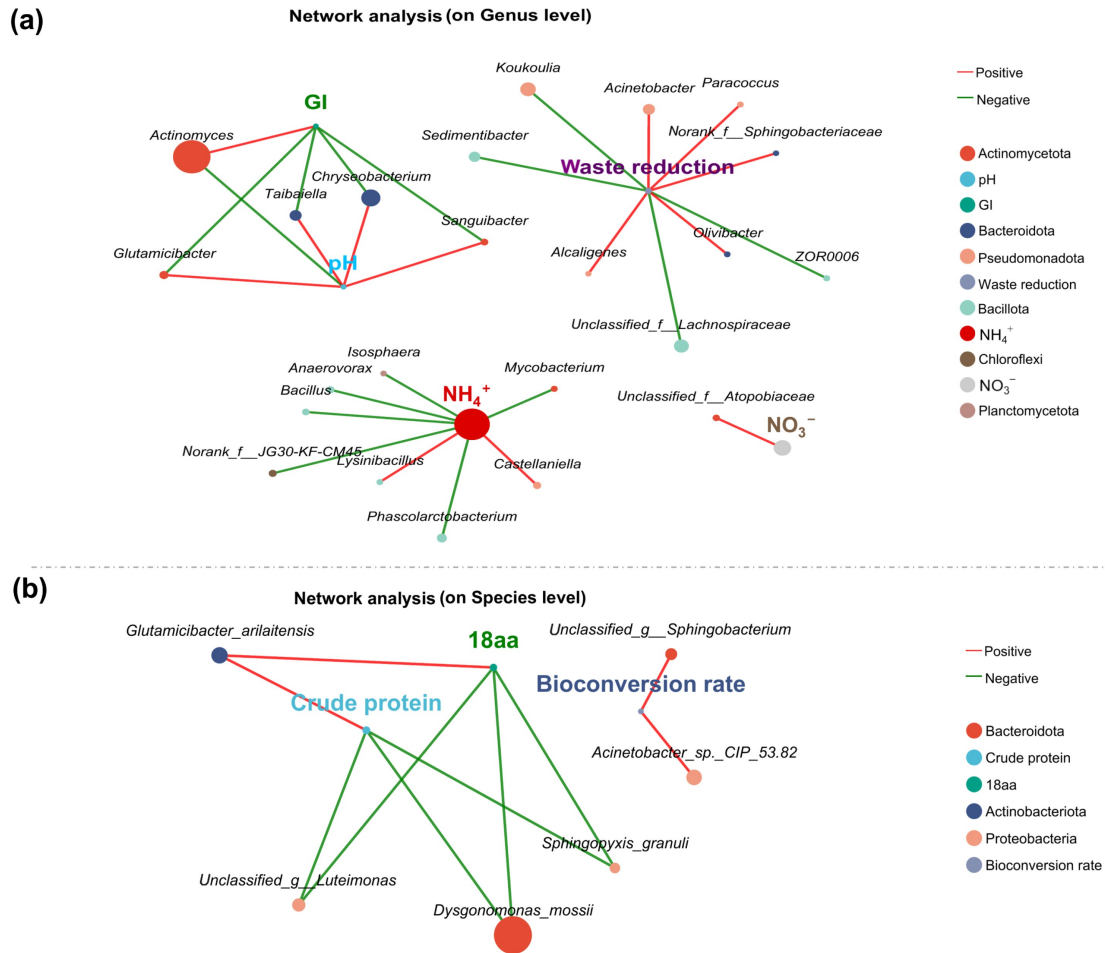 (a)
Network analysis (on Genus level)
Koukoulia
Acinetobacter
Paracoccus
Positive
Negative
GI
Actinomyces
Sedimentibacter
Norank_f__Sphingobacteriaceae
Waste reduction
Chryseobacterium
Taibaiella
Sanguibacter
Glutamicibacter
pH
Alcaligenes
Olivibacter
ZOR0006
Unclassified_f__Lachnospiraceae
Actinomycetota
pH
GI
Bacteroidota
Pseudomonadota
Waste reduction
Bacillota
NH₄⁺
Chloroflexi
NO₃⁻
Planctomycetota
Isosphaera
Anaerovorax
Bacillus
NH₄⁺
Mycobacterium
Unclassified_f__Atopobiaceae
NO₃⁻
Norank_f__JG30-KF-CM45
Lysinibacillus
Castellaniella
Phascolarctobacterium
(b)
Network analysis (on Species level)
Glutamicibacter_arilaitensis
18aa
Unclassified_g__Sphingobacterium
Bioconversion rate
Crude protein
Acinetobacter_sp._CIP_53.82
Sphingopyxis_granuli
Unclassified_g__Luteimonas
Dysgonomonas_mossii
Positive
Negative
Bacteroidota
Crude protein
18aa
Actinobacteriota
Proteobacteria
Bioconversion rate